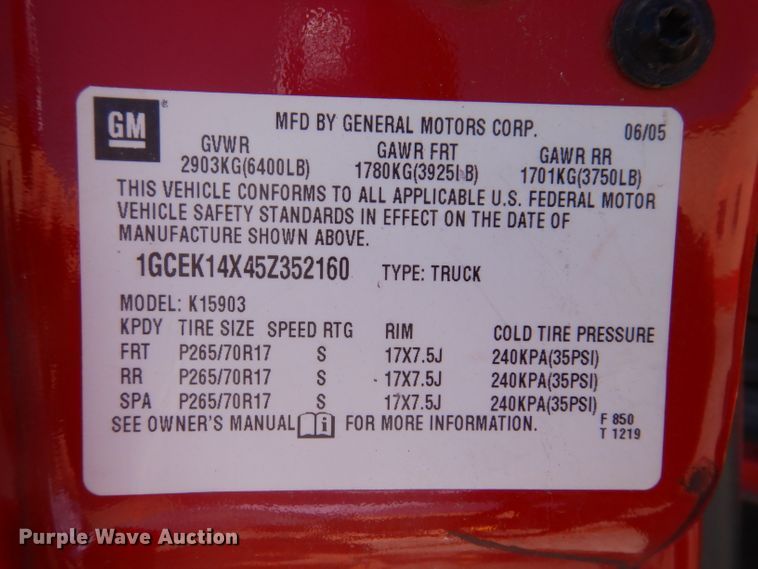 GM ®
MFD BY GENERAL MOTORS CORP. 06/05
GVWR GAWR FRT GAWR RR
2903KG(6400LB) 1780KG(3925LB) 1701KG(3750LB)
THIS VEHICLE CONFORMS TO ALL APPLICABLE U.S. FEDERAL MOTOR
VEHICLE SAFETY STANDARDS IN EFFECT ON THE DATE OF
MANUFACTURE SHOWN ABOVE.
1GCEK14X45Z352160 TYPE: TRUCK
MODEL: K15903
KPDY TIRE SIZE SPEED RTG RIM COLD TIRE PRESSURE
FRT P265/70R17 S 17X7.5J 240KPA(35PSI)
RR P265/70R17 S 17X7.5J 240KPA(35PSI)
SPA P265/70R17 S 17X7.5J 240KPA(35PSI)
SEE OWNER'S MANUAL i FOR MORE INFORMATION. F 850
T 1219
Purple Wave Auction